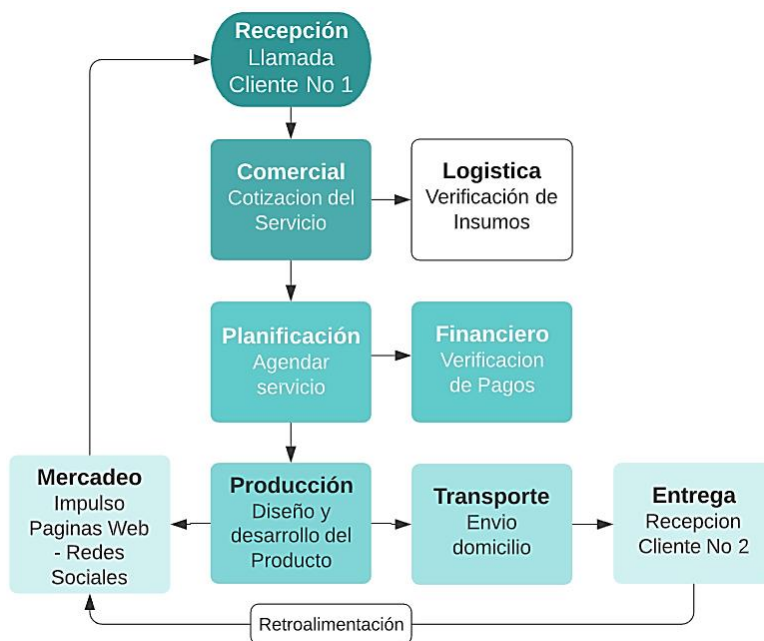 Recepción
Llamada
Cliente No 1
Comercial
Cotizacion del
Servicio
Logistica
Verificación de
Insumos
Planificación
Agendar
servicio
Financiero
Verificacion
de Pagos
Mercadeo
Impulso
Paginas Web
- Redes
Sociales
Producción
Diseño y
desarrollo del
Producto
Transporte
Envio
domicilio
Entrega
Recepcion
Cliente No 2
Retroalimentación